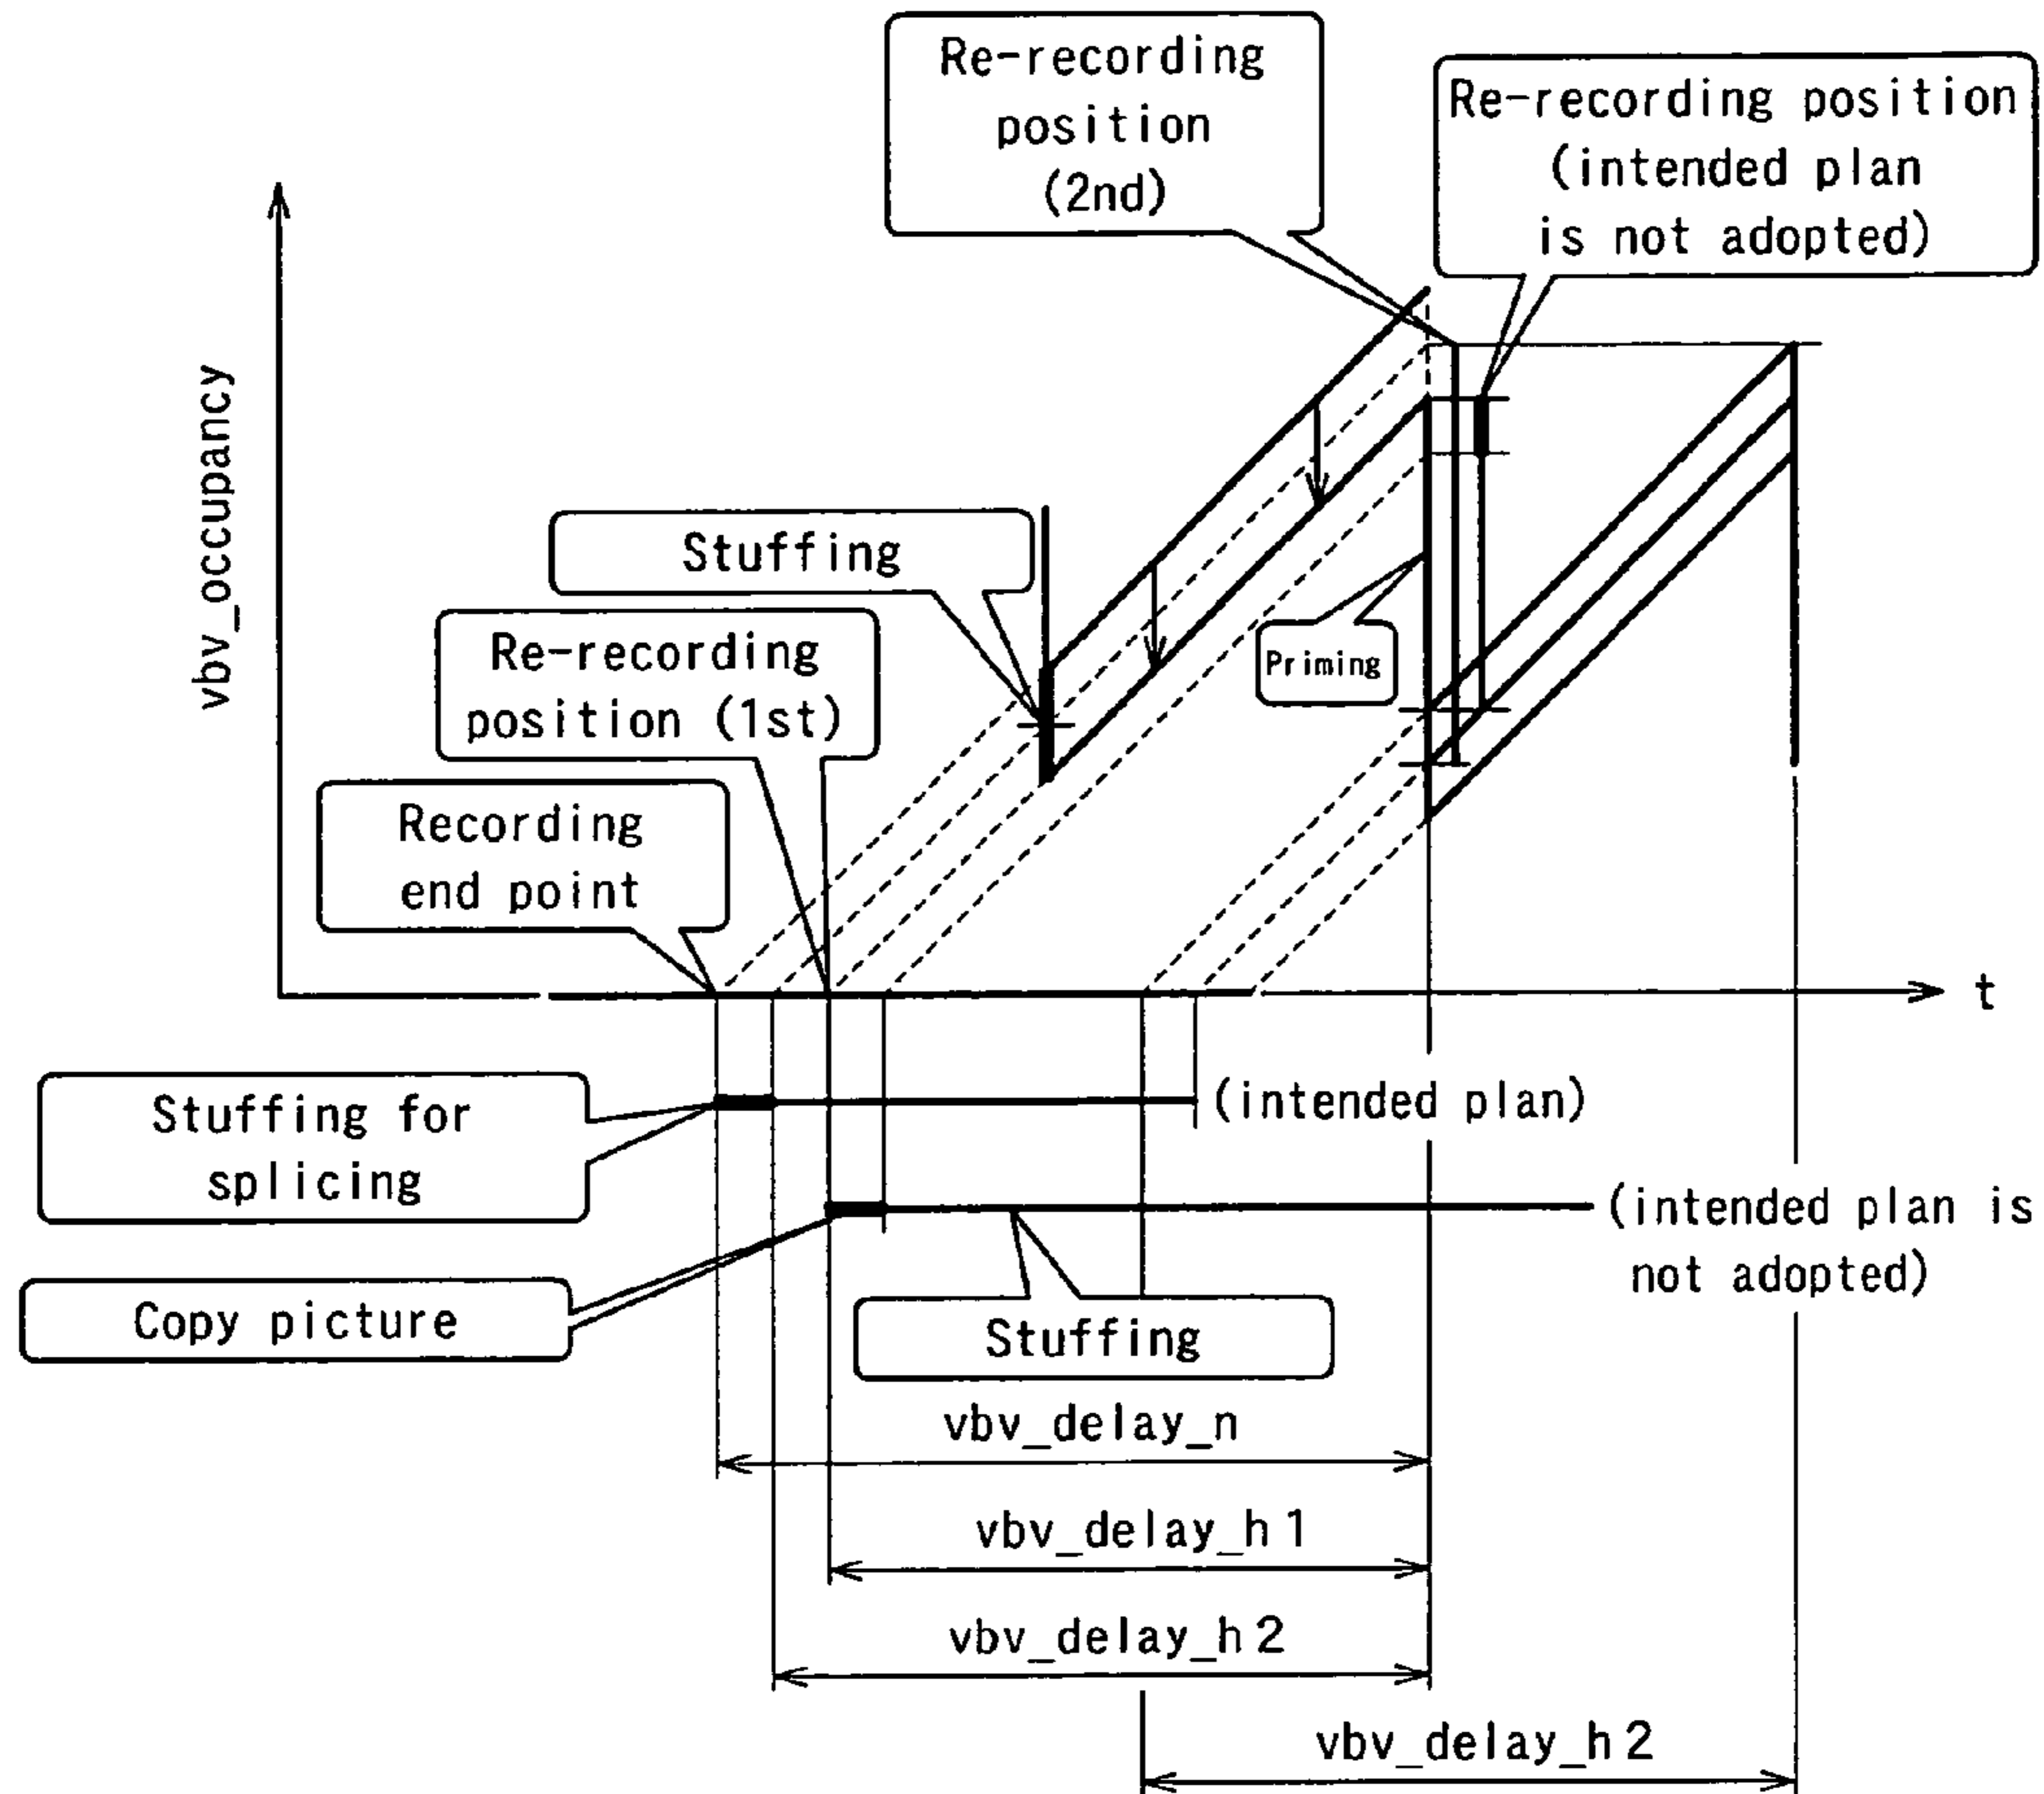 Re-recording
position
(2nd)
Re-recording position
(intended plan
is not adopted)
vbv_occupancy
Stuffing
Re-recording
position (1st)
Priming
Recording
end point
t
Stuffing for
splicing
(intended plan)
(intended plan is
not adopted)
Copy picture
Stuffing
vbv_delay_n
vbv_delay_h1
vbv_delay_h2
vbv_delay_h2